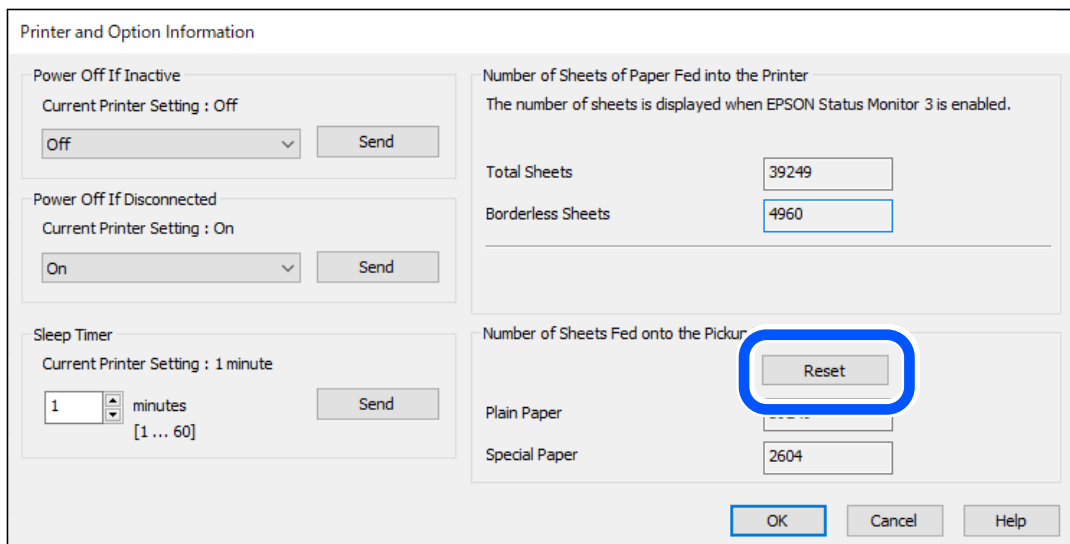 Printer and Option Information
Power Off If Inactive
Current Printer Setting : Off
Off
Send
Power Off If Disconnected
Current Printer Setting : On
On
Send
Sleep Timer
Current Printer Setting : 1 minute
1
minutes
Send
[1 ... 60]
Number of Sheets of Paper Fed into the Printer
The number of sheets is displayed when EPSON Status Monitor 3 is enabled.
Total Sheets
39249
Borderless Sheets
4960
Number of Sheets Fed onto the Pickup
Reset
Plain Paper
Special Paper
2604
OK
Cancel
Help